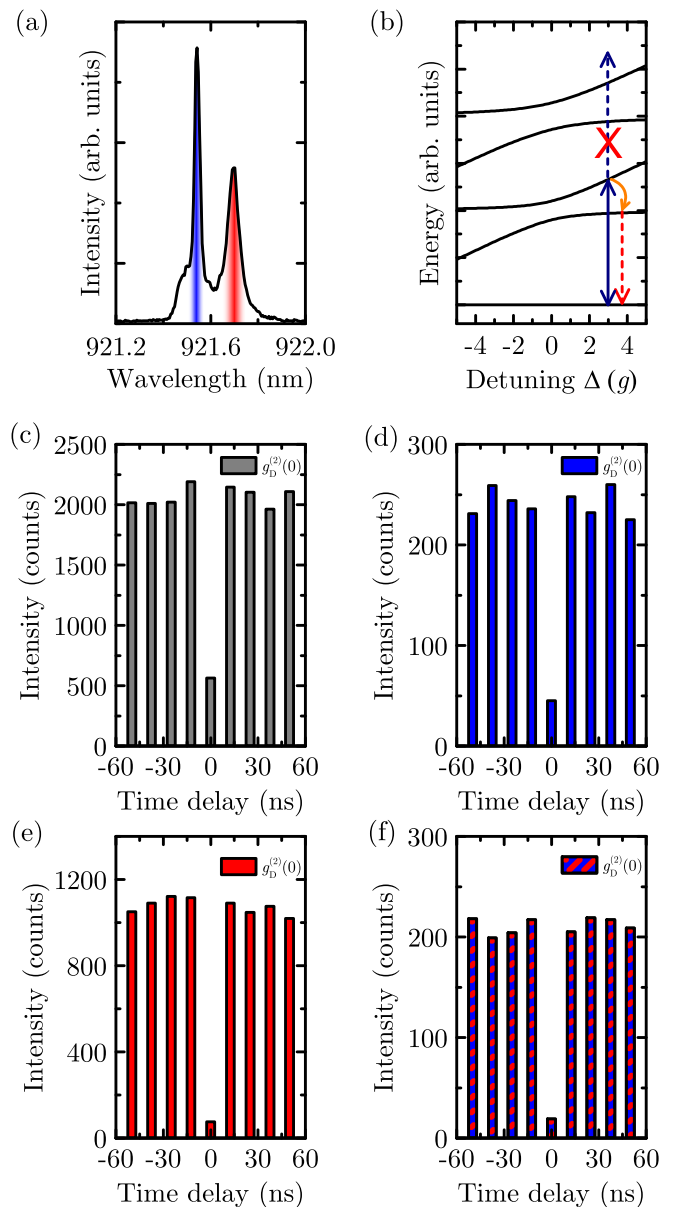 (a)
Intensity (arb. units)
921.2 921.6 922.0
Wavelength (nm)
(b)
Energy (arb. units)
X
-4 -2 0 2 4
Detuning Δ (g)
(c)
2500
2000
1500
1000
500
0
Intensity (counts)
g_D^(2)(0)
-60 -30 0 30 60
Time delay (ns)
(d)
300
200
100
0
Intensity (counts)
g_D^(2)(0)
-60 -30 0 30 60
Time delay (ns)
(e)
1200
800
400
0
Intensity (counts)
g_D^(2)(0)
-60 -30 0 30 60
Time delay (ns)
(f)
300
200
100
0
Intensity (counts)
g_D^(2)(0)
-60 -30 0 30 60
Time delay (ns)